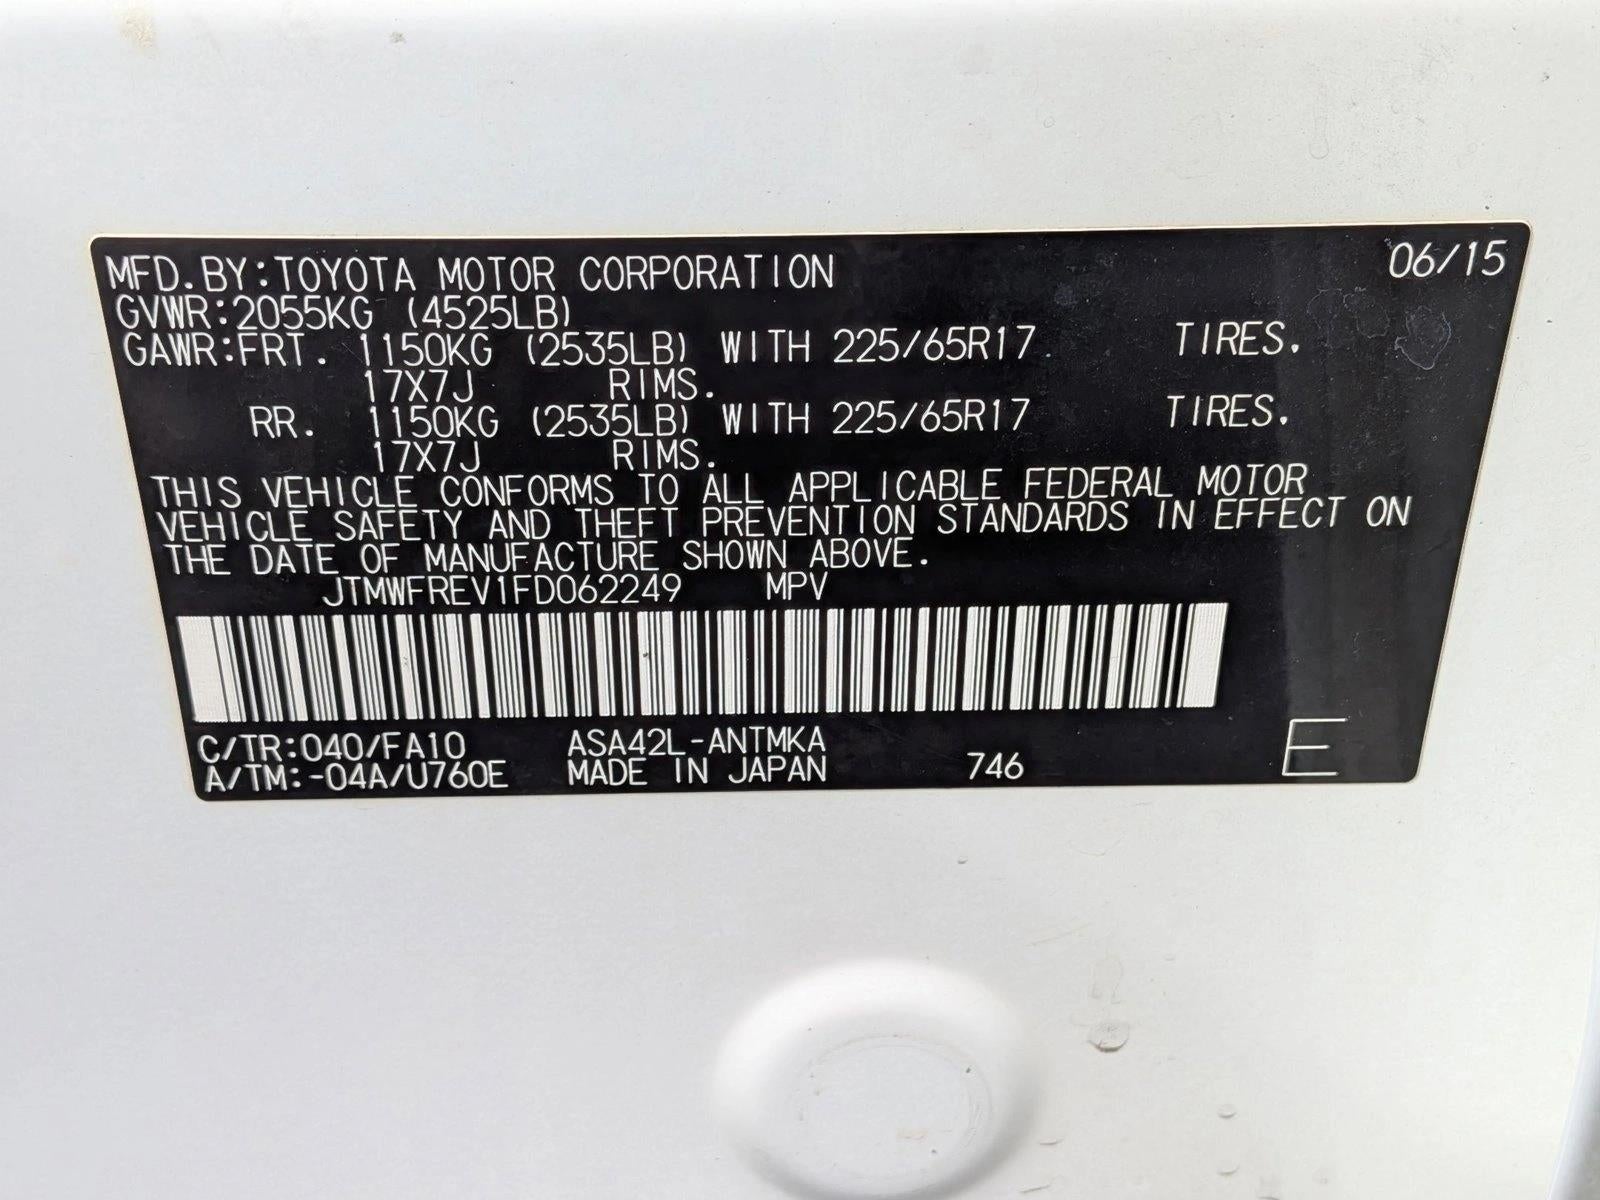 MFD.BY:TOYOTA MOTOR CORPORATION 06/15
GVWR:2055KG (4525LB)
GAWR:FRT. 1150KG (2535LB) WITH 225/65R17 TIRES.
17X7J RIMS.
RR. 1150KG (2535LB) WITH 225/65R17 TIRES.
17X7J RIMS.
THIS VEHICLE CONFORMS TO ALL APPLICABLE FEDERAL MOTOR
VEHICLE SAFETY AND THEFT PREVENTION STANDARDS IN EFFECT ON
THE DATE OF MANUFACTURE SHOWN ABOVE.
JTMWFREV1FD062249 MPV
C/TR:040/FA10 ASA42L-ANTMKA
A/TM:-04A/U760E MADE IN JAPAN 746 E